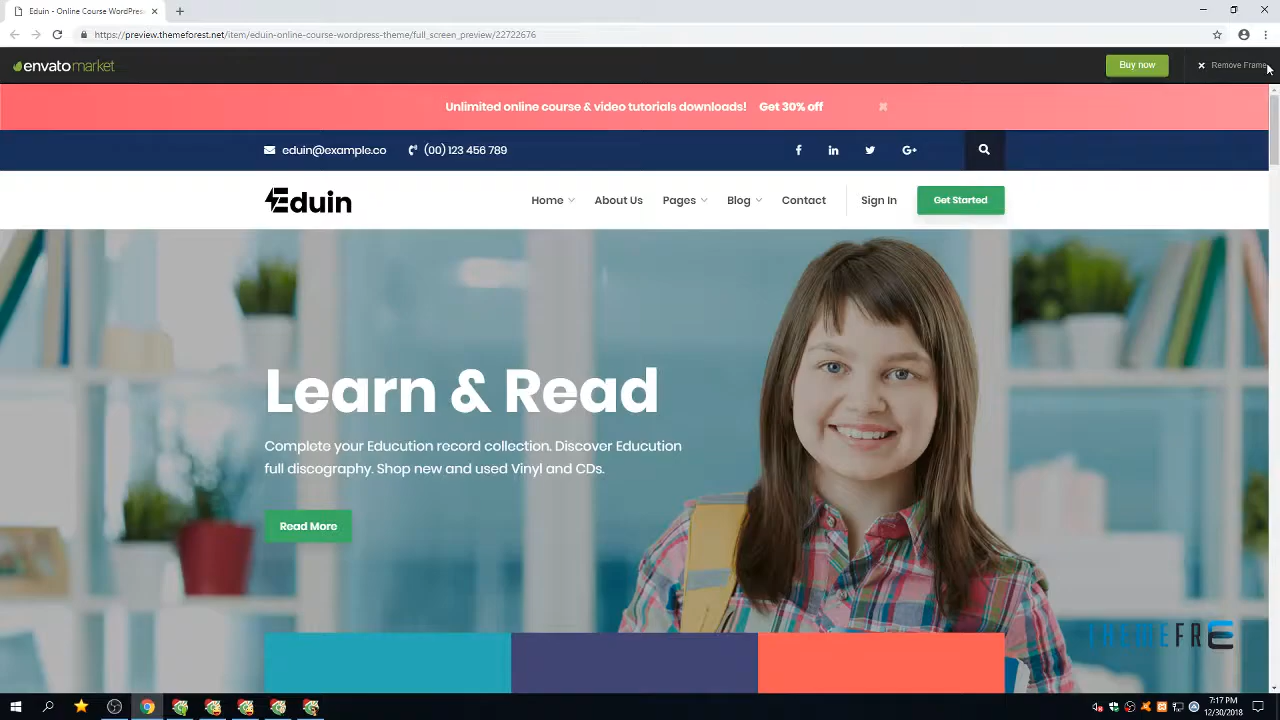 Eduin - Online Course WordPres
https://preview.themeforest.net/item/eduin-online-course-wordpress-theme/full_screen_preview/22722676
envato market
Buy now
Remove Frame
Unlimited online course & video tutorials downloads! Get 30% off
eduin@example.co (00) 123 456 789
Eduin
Home About Us Pages Blog Contact Sign In Get Started
Learn & Read
Complete your Education record collection. Discover Eduction
full discography. Shop new and used Vinyl and CDs.
Read More
THEMEFRE
7:17 PM
12/30/2018